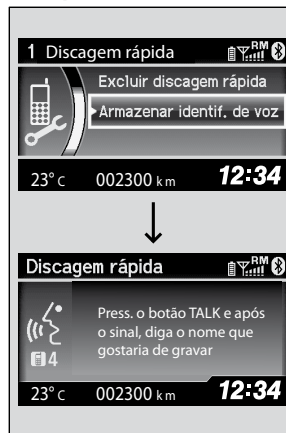 1 Discagem rápida RM
Excluir discagem rápida
Armazenar identif. de voz
23° c 002300 km 12:34
Discagem rápida RM
Press. o botão TALK e após
o sinal, diga o nome que
gostaria de gravar
4
23° c 002300 km 12:34